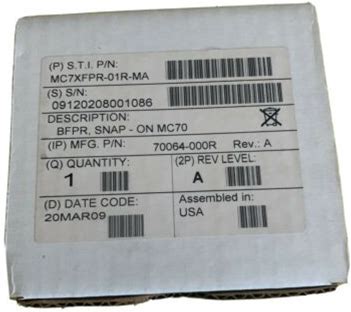 (P) S.T.I. P/N:
MC7XFPR-01R-MA
(S) S/N:
09120208001086
DESCRIPTION:
BFPR, SNAP - ON MC70
(IP) MFG. P/N: 70064-000R Rev.: A
(Q) QUANTITY: (2P) REV LEVEL:
1 A
(D) DATE CODE: Assembled in:
20MAR09 USA